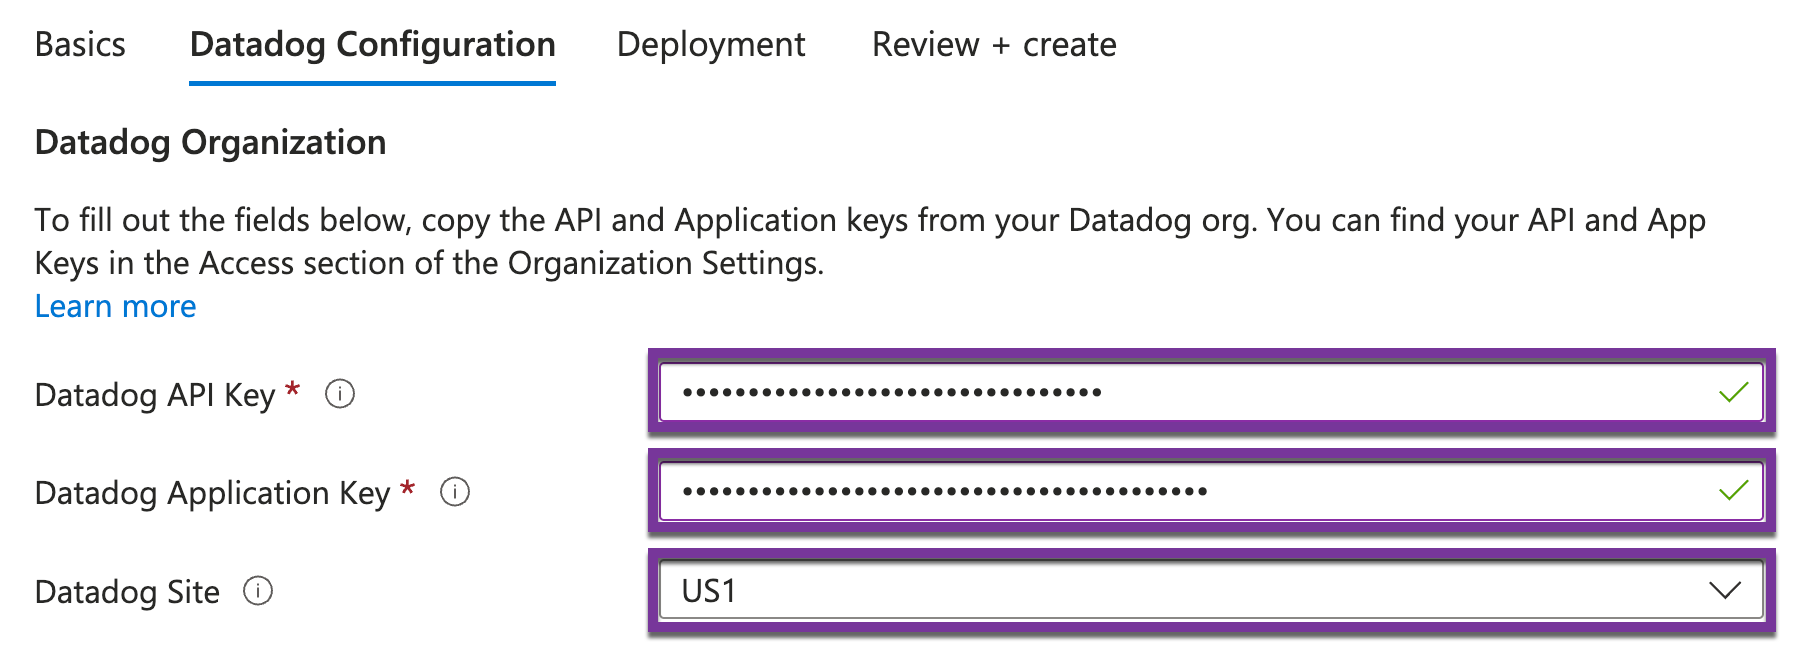 Basics Datadog Configuration Deployment Review + create
Datadog Organization
To fill out the fields below, copy the API and Application keys from your Datadog org. You can find your API and App
Keys in the Access section of the Organization Settings.
Learn more
Datadog API Key * ••••••••••••••••••••••••••••••••
Datadog Application Key * ••••••••••••••••••••••••••••••••••••••••
Datadog Site US1